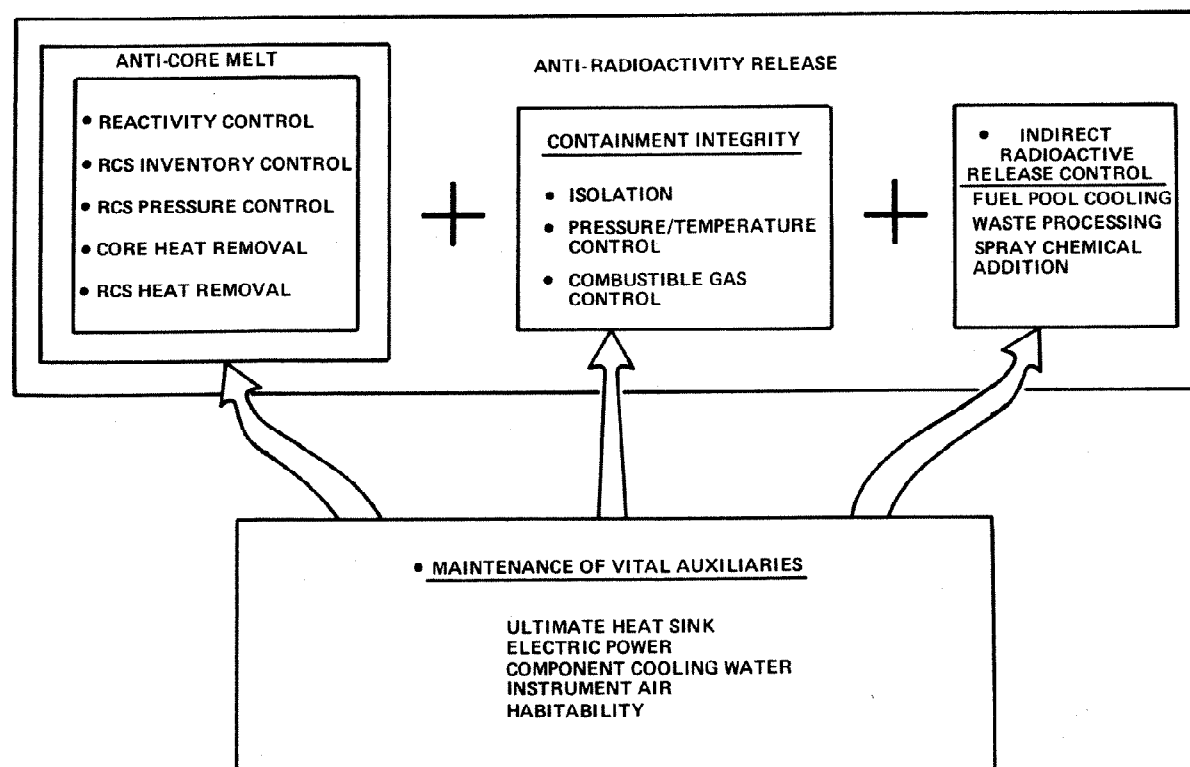 ANTI-CORE MELT
• REACTIVITY CONTROL
• RCS INVENTORY CONTROL
• RCS PRESSURE CONTROL
• CORE HEAT REMOVAL
• RCS HEAT REMOVAL
ANTI-RADIOACTIVITY RELEASE
+
CONTAINMENT INTEGRITY
• ISOLATION
• PRESSURE/TEMPERATURE
CONTROL
• COMBUSTIBLE GAS
CONTROL
+
• INDIRECT
RADIOACTIVE
RELEASE CONTROL
FUEL POOL COOLING
WASTE PROCESSING
SPRAY CHEMICAL
ADDITION
• MAINTENANCE OF VITAL AUXILIARIES
ULTIMATE HEAT SINK
ELECTRIC POWER
COMPONENT COOLING WATER
INSTRUMENT AIR
HABITABILITY